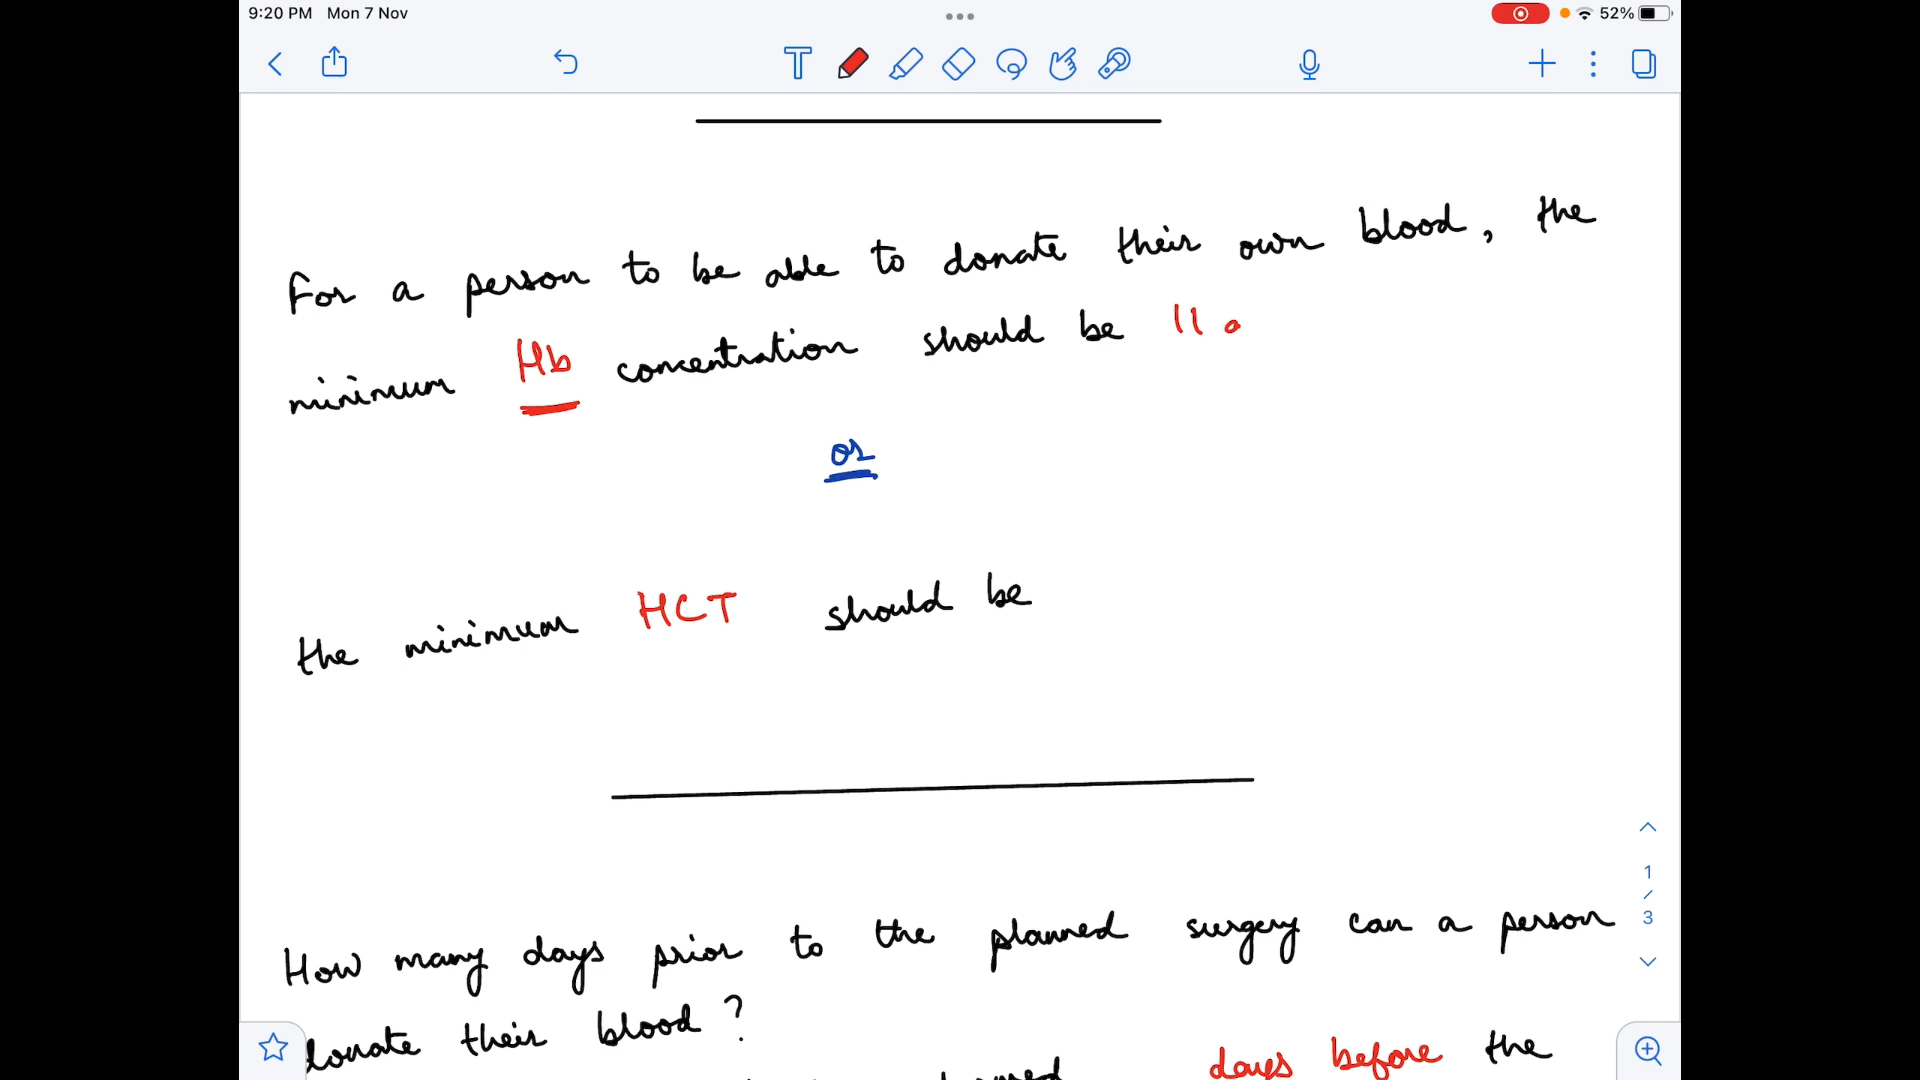 9:20 PM Mon 7 Nov
52%
For a person to be able to donate their own blood, the
minimum Hb concentration should be 11
or
the minimum HCT should be
1
/
3
How many days prior to the planned surgery can a person
donate their blood?
days before the